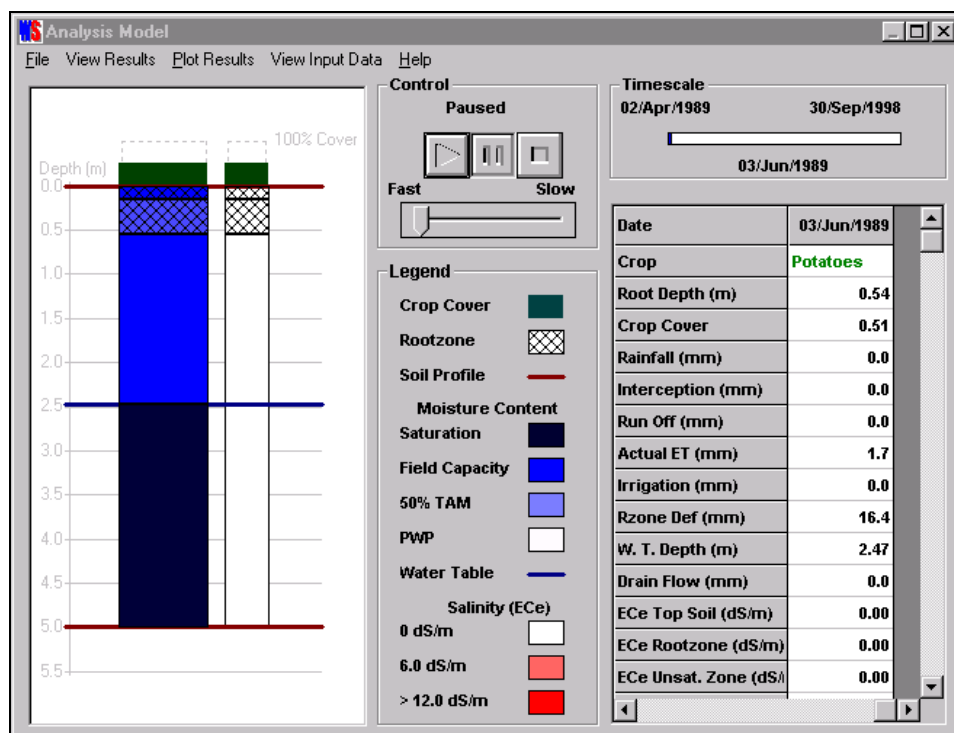 Analysis Model
File View Results Plot Results View Input Data Help
100% Cover
Depth (m)
0.0
0.5
1.0
1.5
2.0
2.5
3.0
3.5
4.0
4.5
5.0
5.5
Control
Paused
Fast Slow
Legend
Crop Cover
Rootzone
Soil Profile
Moisture Content
Saturation
Field Capacity
50% TAM
PWP
Water Table
Salinity (ECe)
0 dS/m
6.0 dS/m
> 12.0 dS/m
Timescale
02/Apr/1989 30/Sep/1998
03/Jun/1989
Date 03/Jun/1989
Crop Potatoes
Root Depth (m) 0.54
Crop Cover 0.51
Rainfall (mm) 0.0
Interception (mm) 0.0
Run Off (mm) 0.0
Actual ET (mm) 1.7
Irrigation (mm) 0.0
Rzone Def (mm) 16.4
W. T. Depth (m) 2.47
Drain Flow (mm) 0.0
ECe Top Soil (dS/m) 0.00
ECe Rootzone (dS/m) 0.00
ECe Unsat. Zone (dS/ 0.00